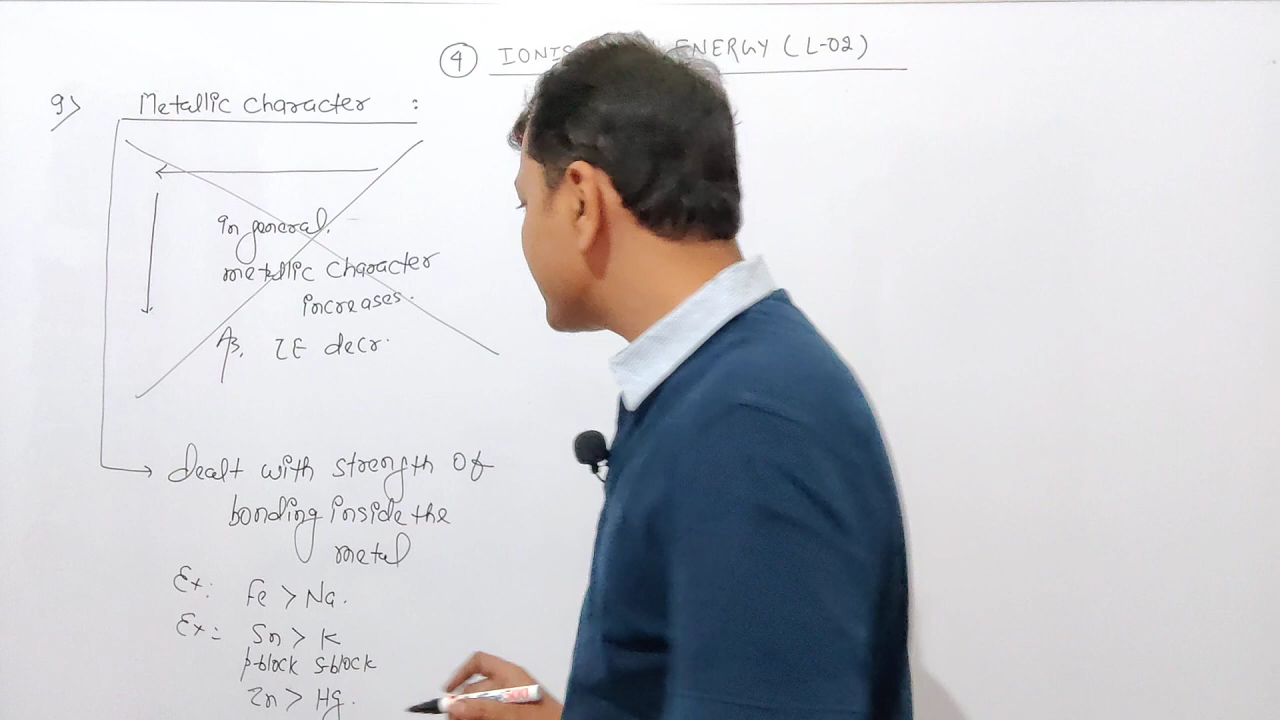 4 IONIS ENERGY (L-02)
9> Metallic character :
In general.
metallic character
increases.
As, IE decr.
dealt with strength of
bonding inside the
metal
Ex: Fe > Na.
Ex: Sn > K
p-block s-block
Zn > Hg.
500